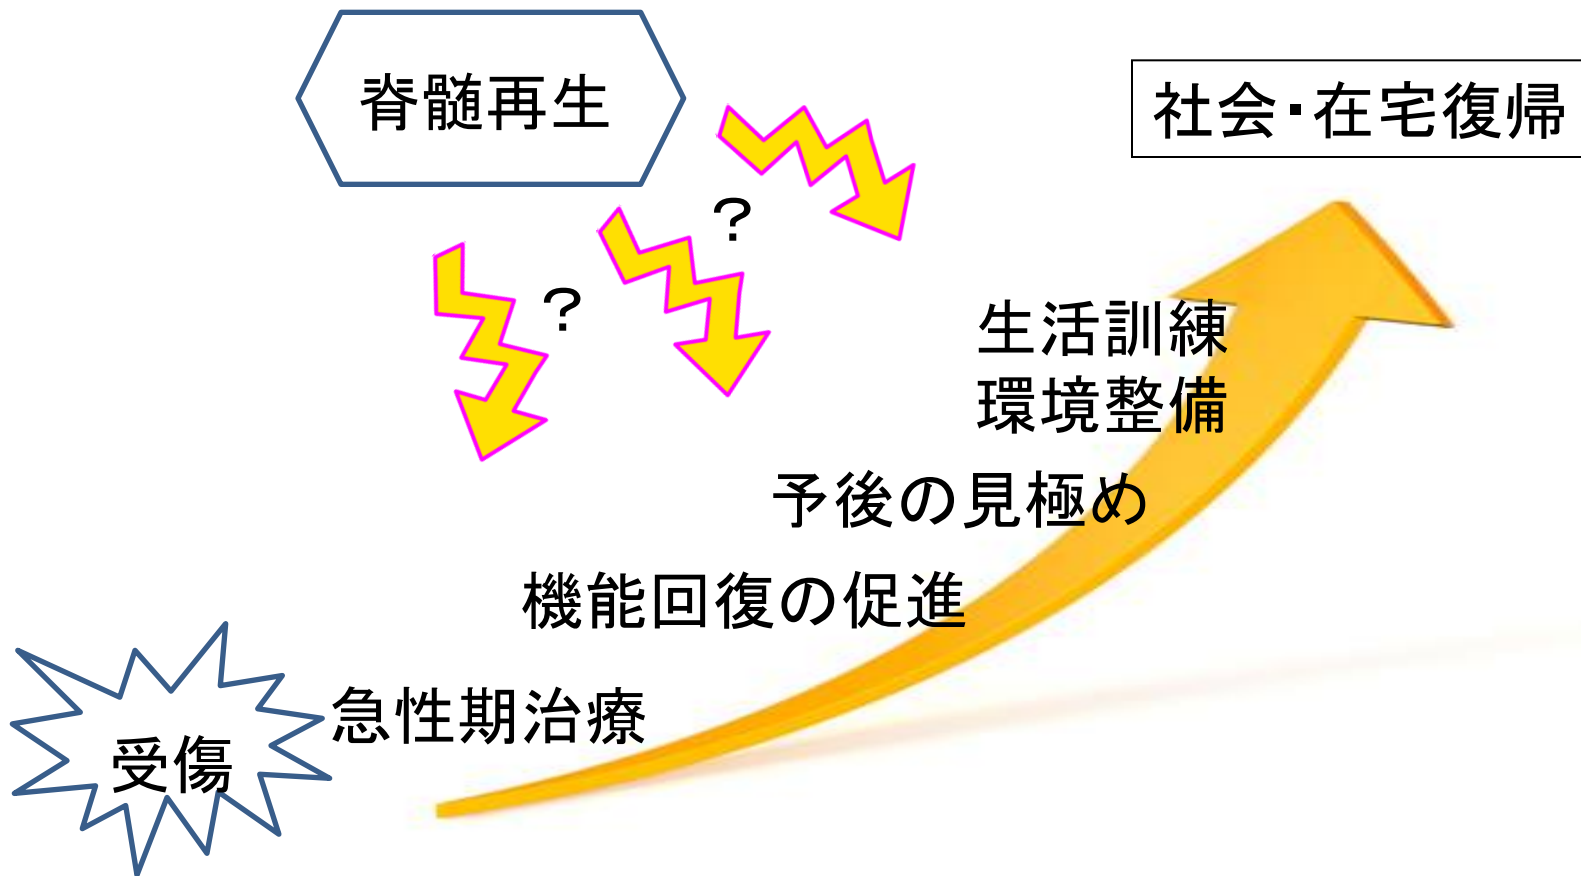 脊髄再生
社会・在宅復帰
?
?
生活訓練
環境整備
予後の見極め
機能回復の促進
急性期治療
受傷